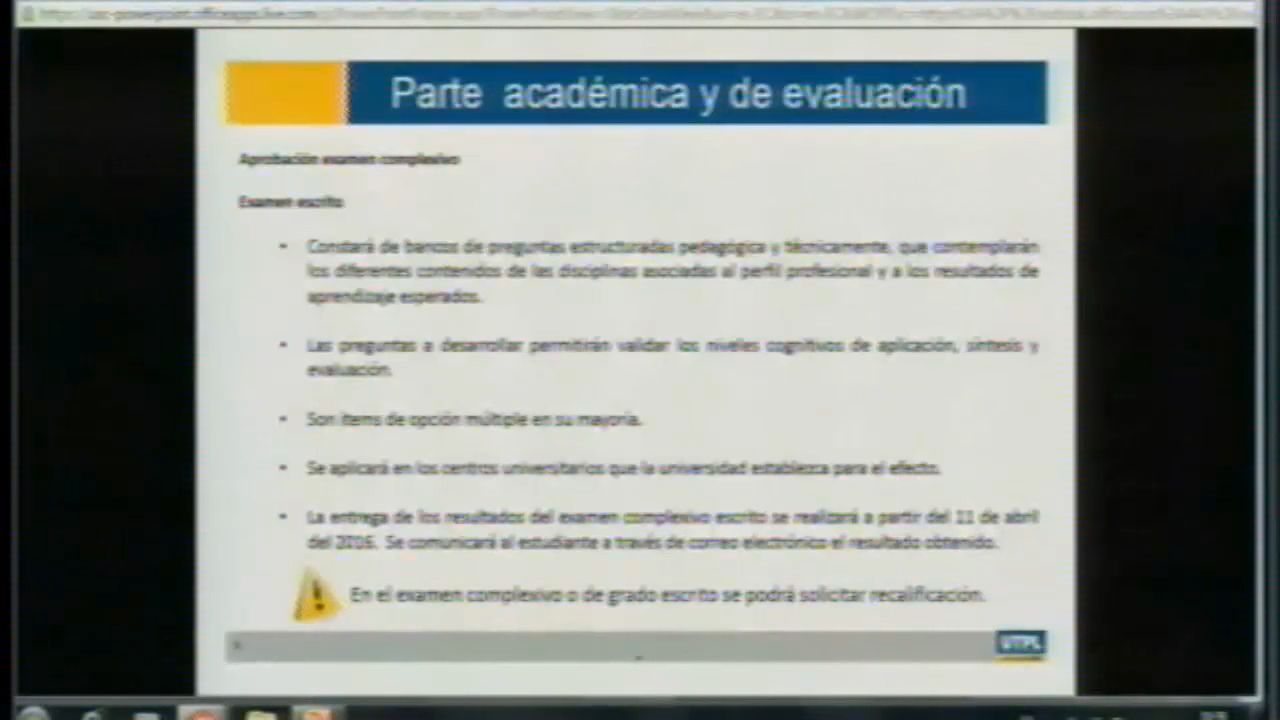 Parte académica y de evaluación
Aprobación examen complexivo
Examen escrito
• Constará de bancos de preguntas estructuradas pedagógica y técnicamente, que contemplarán
los diferentes contenidos de las disciplinas asociadas al perfil profesional y a los resultados de
aprendizaje esperados.
• Las preguntas a desarrollar permitirán validar los niveles cognitivos de aplicación, síntesis y
evaluación.
• Son ítems de opción múltiple en su mayoría.
• Se aplicará en los centros universitarios que la universidad establezca para el efecto.
• La entrega de los resultados del examen complexivo escrito se realizará a partir del 11 de abril
del 2016. Se comunicará al estudiante a través de correo electrónico el resultado obtenido.
En el examen complexivo o de grado escrito se podrá solicitar recalificación.
UTPL